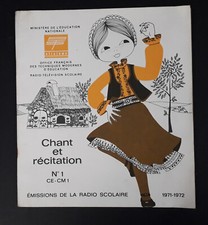 MINISTÈRE DE L'ÉDUCATION
NATIONALE
OFFICE FRANÇAIS
DES TECHNIQUES MODERNES
D'ÉDUCATION
RADIO-TÉLÉVISION SCOLAIRE
Chant
et
récitation
N° 1
CE-CM I
ÉMISSIONS DE LA RADIO SCOLAIRE
1971-1972